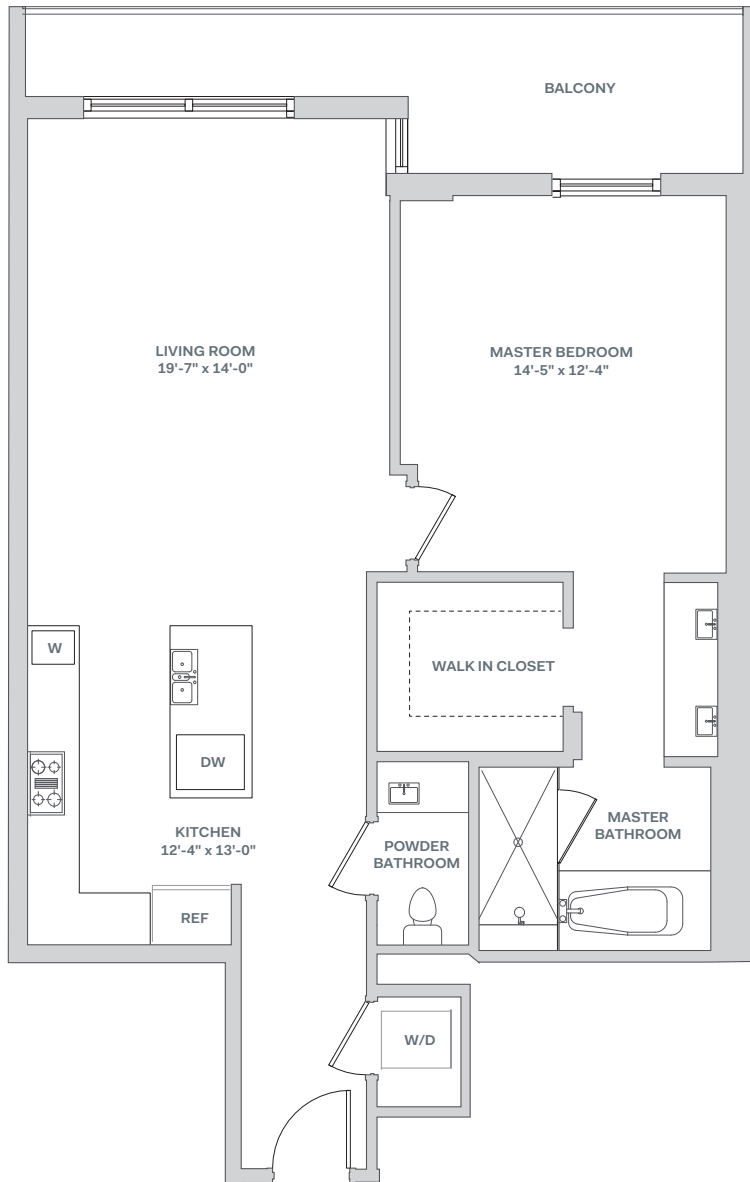 BALCONY
LIVING ROOM
19'-7" x 14'-0"
MASTER BEDROOM
14'-5" x 12'-4"
W
WALK IN CLOSET
DW
KITCHEN
12'-4" x 13'-0"
POWDER
BATHROOM
MASTER
BATHROOM
REF
W/D